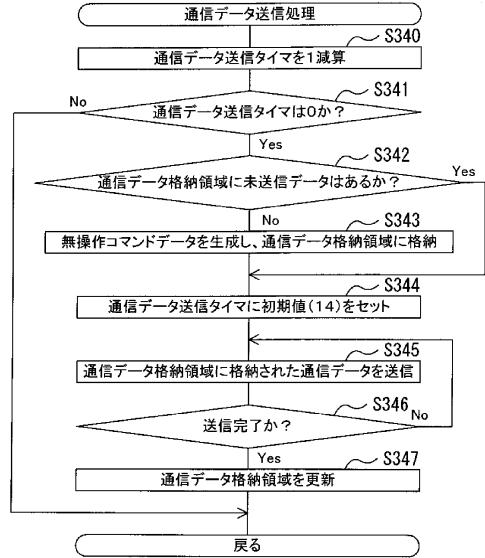 通信データ送信処理
S340
通信データ送信タイマを1減算
S341
通信データ送信タイマは0か?
No
Yes
S342
通信データ格納領域に未送信データはあるか?
Yes
No
S343
無操作コマンドデータを生成し、通信データ格納領域に格納
S344
通信データ送信タイマに初期値(14)をセット
S345
通信データ格納領域に格納された通信データを送信
S346
送信完了か?
No
Yes
S347
通信データ格納領域を更新
戻る